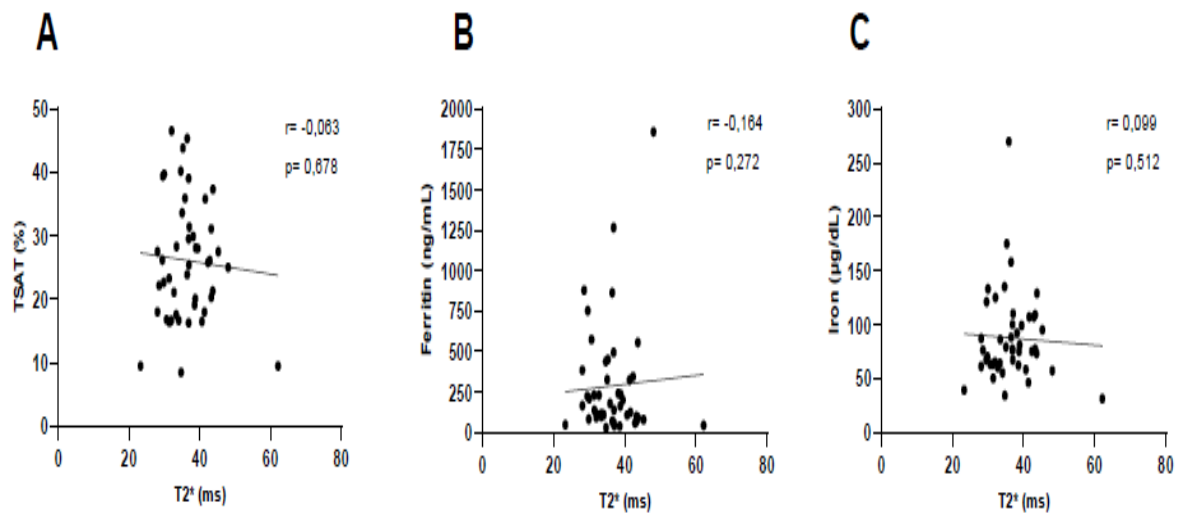 A
B
C
TSAT (%)
50
40
30
20
10
0
0 20 40 60 80
T2* (ms)
r= -0,063
p= 0,678
Ferritin (ng/mL)
2000
1750
1500
1250
1000
750
500
250
0
0 20 40 60 80
T2* (ms)
r= -0,164
p= 0,272
Iron (µg/dL)
300
250
200
150
100
50
0
0 20 40 60 80
T2* (ms)
r= 0,099
p= 0,512